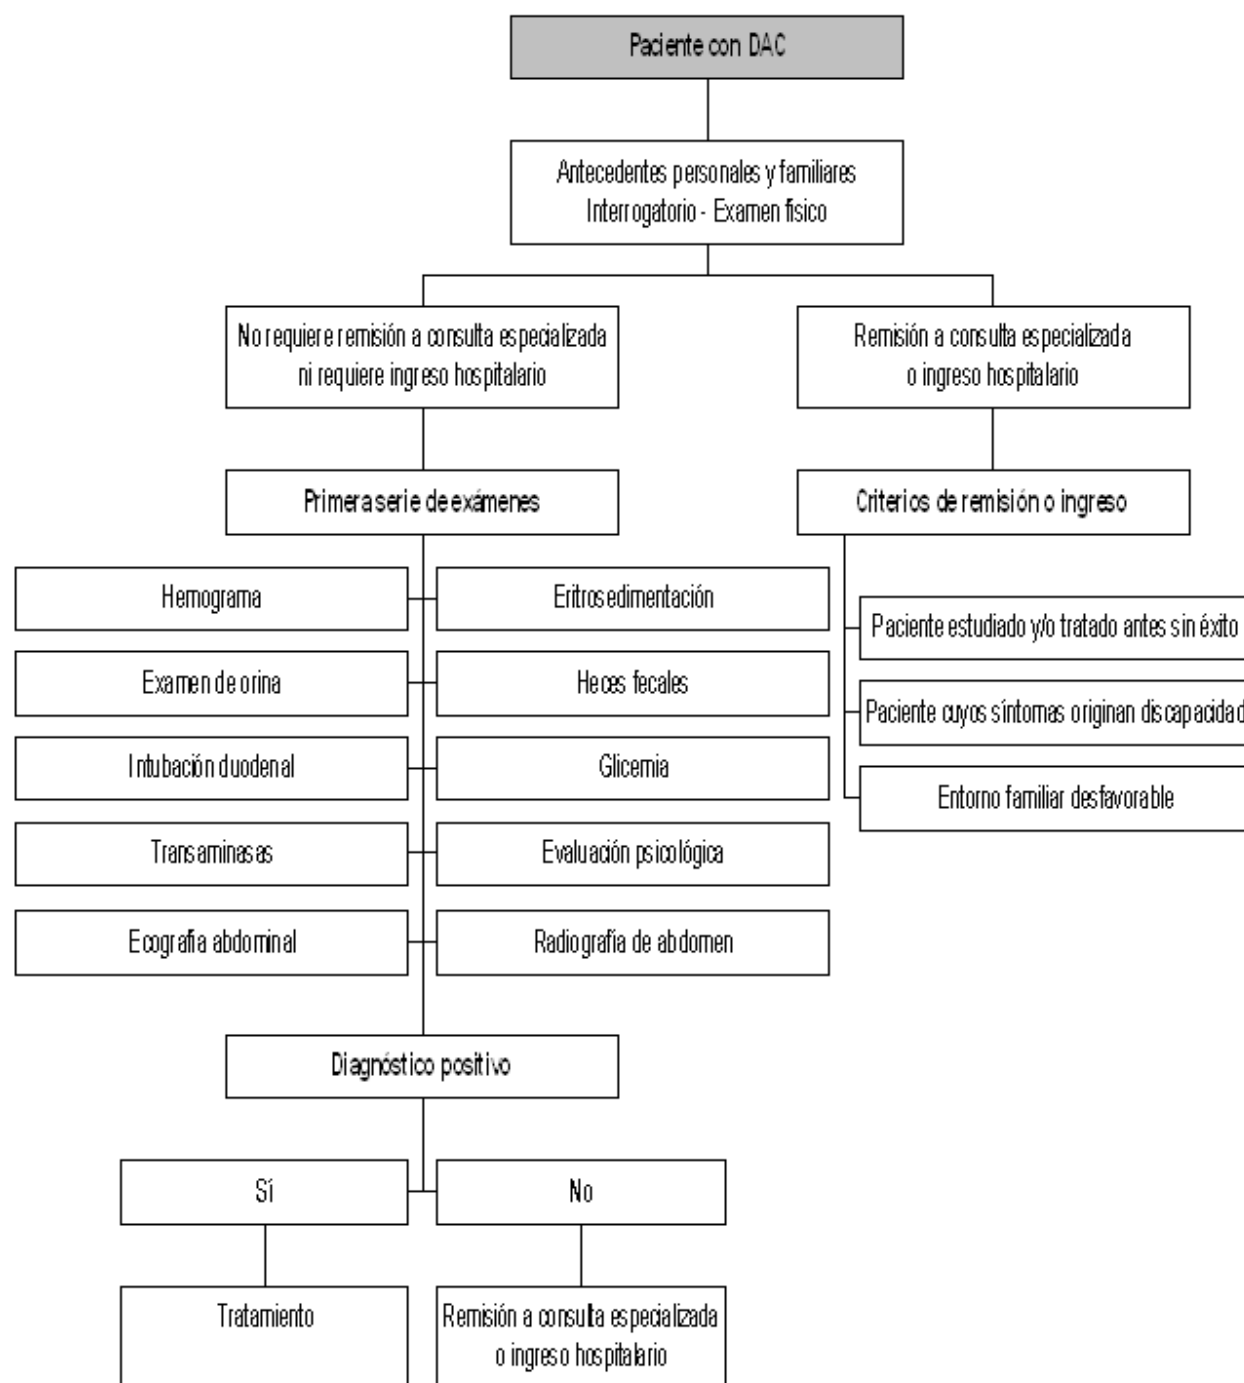 Paciente con DAC
Antecedentes personales y familiares
Interrogatorio - Examen físico
No requiere remisión a consulta especializada
ni requiere ingreso hospitalario
Remisión a consulta especializada
o ingreso hospitalario
Primera serie de exámenes
Criterios de remisión o ingreso
Hemograma
Eritrosedimentación
Paciente estudiado y/o tratado antes sin éxito
Examen de orina
Heces fecales
Paciente cuyos síntomas originan discapacidad
Intubación duodenal
Glicemia
Entorno familiar desfavorable
Transaminasas
Evaluación psicológica
Ecografía abdominal
Radiografía de abdomen
Diagnóstico positivo
Sí
No
Tratamiento
Remisión a consulta especializada
o ingreso hospitalario